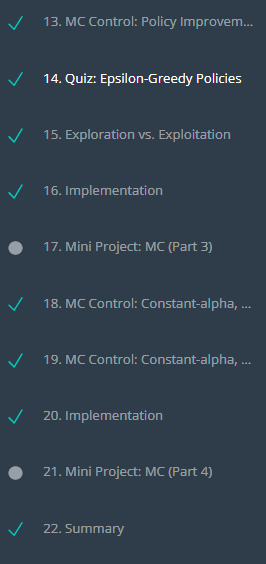 13. MC Control: Policy Improvem...
14. Quiz: Epsilon-Greedy Policies
15. Exploration vs. Exploitation
16. Implementation
17. Mini Project: MC (Part 3)
18. MC Control: Constant-alpha, ...
19. MC Control: Constant-alpha, ...
20. Implementation
21. Mini Project: MC (Part 4)
22. Summary